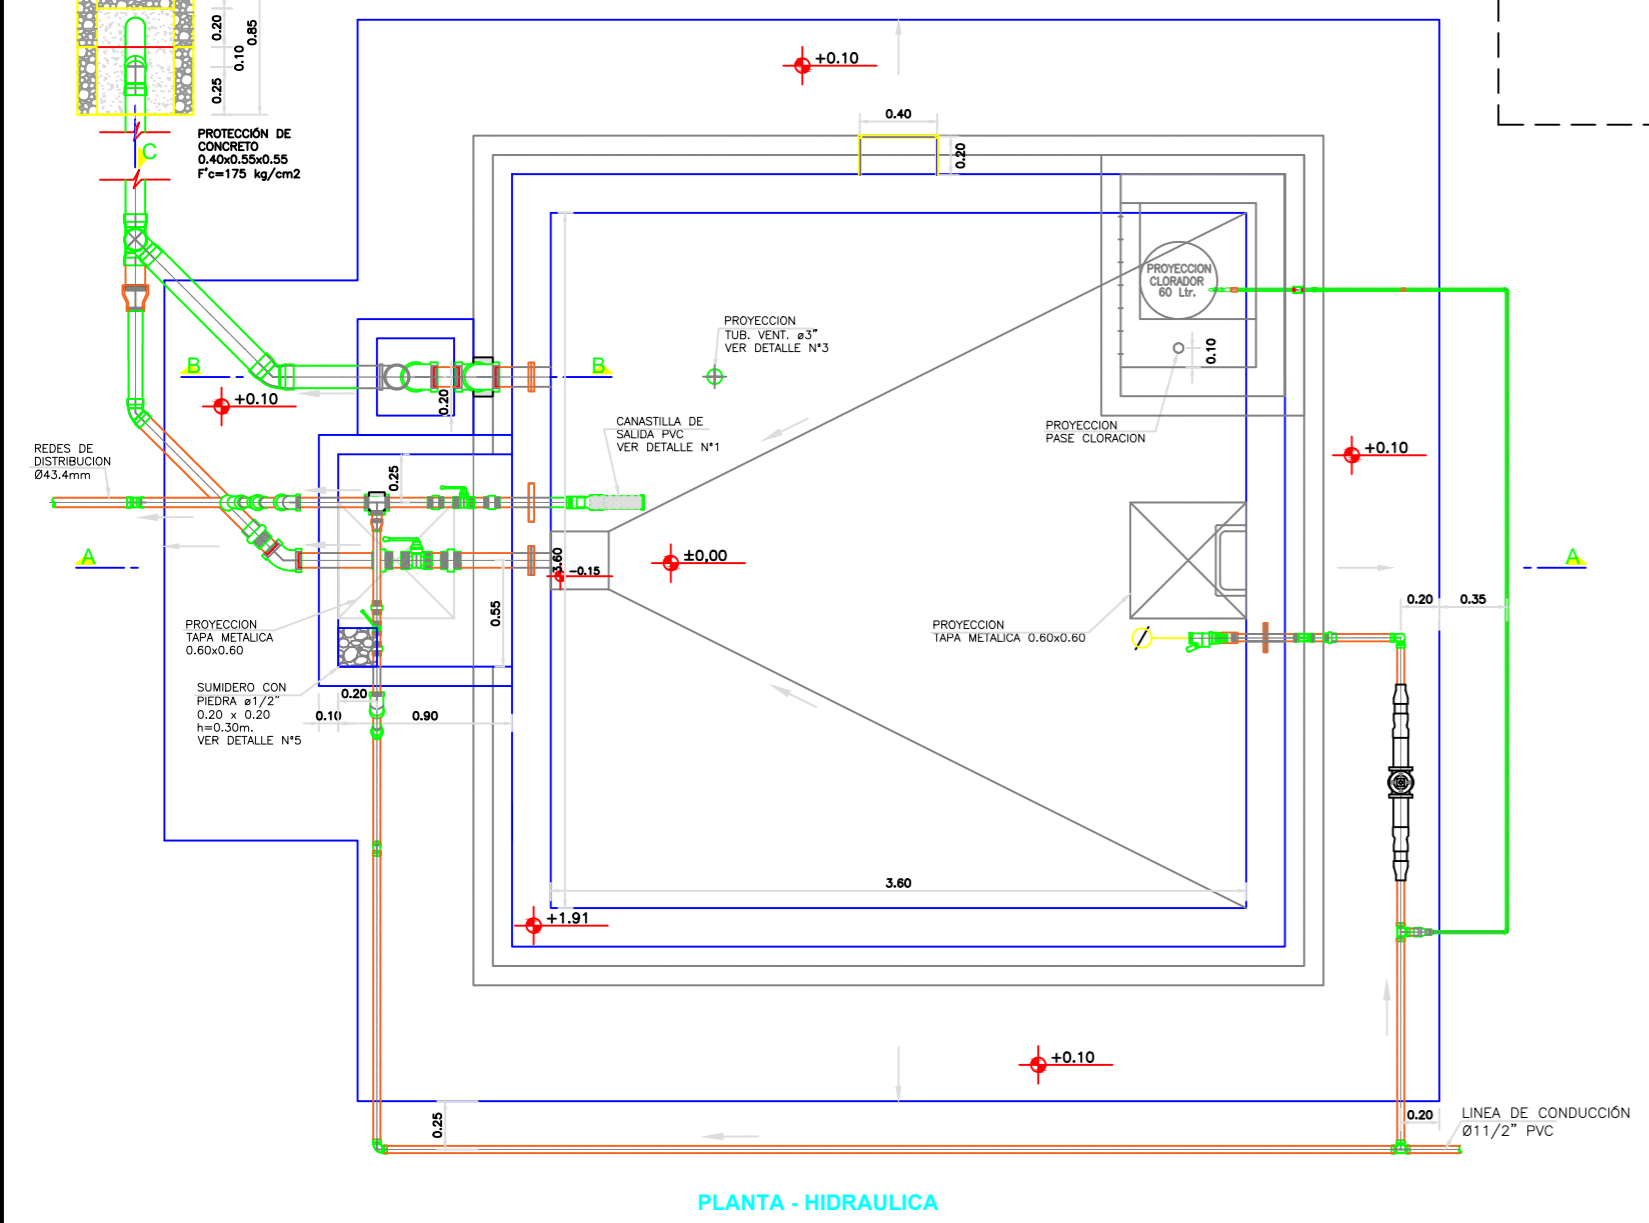 0.20
0.85
0.10
0.25
PROTECCIÓN DE
CONCRETO
0.40x0.55x0.55
F'c=175 kg/cm2
C
+0.10
0.40
0.20
PROYECCION
CLORADOR
60 Ltr.
0.10
PROYECCION
TUB. VENT. ø3"
VER DETALLE N°3
B
B
+0.10
0.20
CANASTILLA DE
SALIDA PVC
VER DETALLE N°1
PROYECCION
PASE CLORACION
+0.10
REDES DE
DISTRIBUCION
Ø43.4mm
0.25
A
3.60
-0.15
±0,00
A
0.20
0.35
0.55
PROYECCION
TAPA METALICA
0.60x0.60
PROYECCION
TAPA METALICA 0.60x0.60
SUMIDERO CON
PIEDRA ø1/2"
0.20 x 0.20
h=0.30m.
VER DETALLE N°5
0.20
0.10
0.90
3.60
+1.91
+0.10
0.25
0.20
LINEA DE CONDUCCIÓN
Ø11/2" PVC
PLANTA - HIDRAULICA